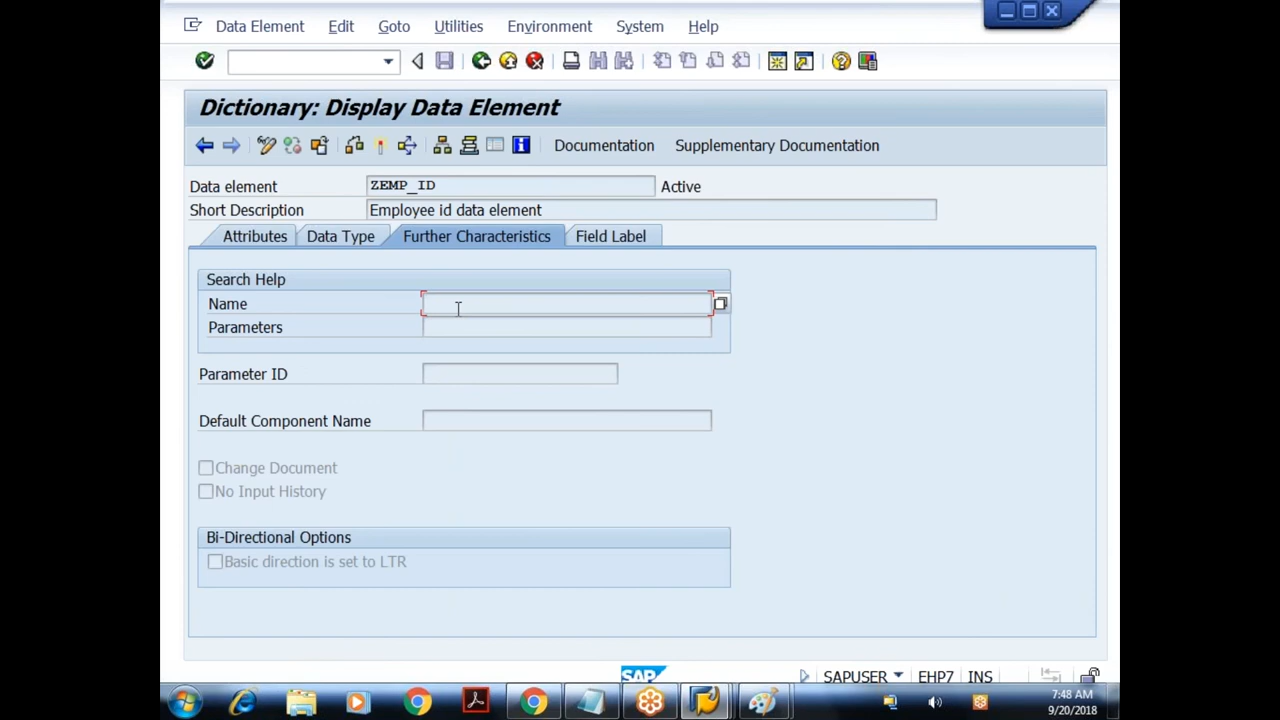 Data Element Edit Goto Utilities Environment System Help
Dictionary: Display Data Element
Documentation Supplementary Documentation
Data element ZEMP_ID Active
Short Description Employee id data element
Attributes Data Type Further Characteristics Field Label
Search Help
Name
Parameters
Parameter ID
Default Component Name
Change Document
No Input History
Bi-Directional Options
Basic direction is set to LTR
SAP SAPUSER EHP7 INS
7:48 AM
9/20/2018